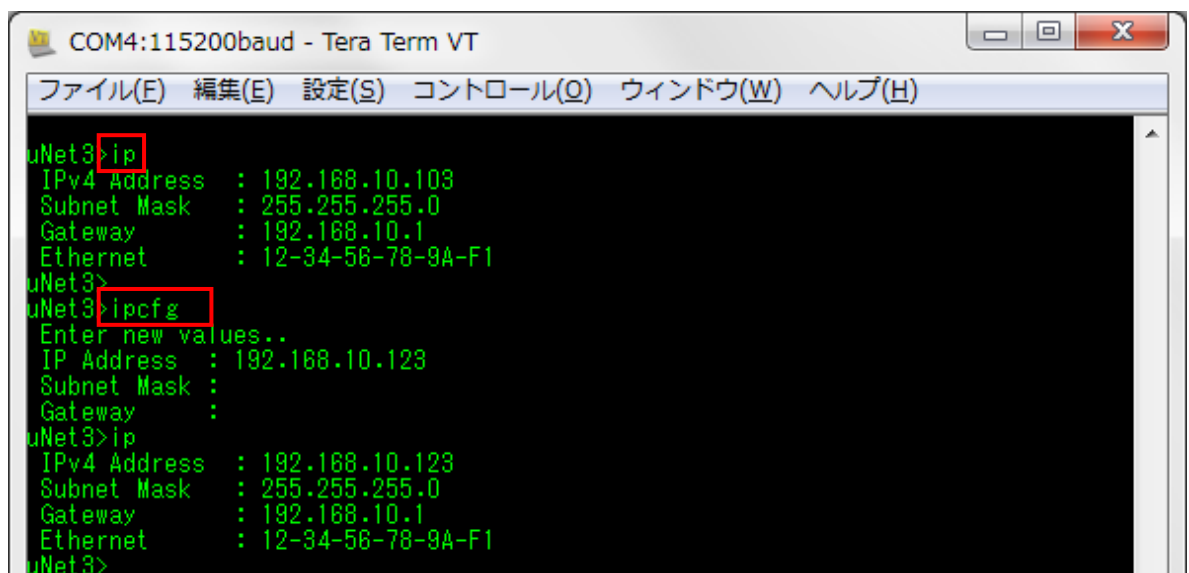 COM4:115200baud - Tera Term VT
ファイル(F) 編集(E) 設定(S) コントロール(O) ウィンドウ(W) ヘルプ(H)
uNet3>ip
IPv4 Address : 192.168.10.103
Subnet Mask : 255.255.255.0
Gateway : 192.168.10.1
Ethernet : 12-34-56-78-9A-F1
uNet3>
uNet3>ipcfg
Enter new values..
IP Address : 192.168.10.123
Subnet Mask :
Gateway :
uNet3>ip
IPv4 Address : 192.168.10.123
Subnet Mask : 255.255.255.0
Gateway : 192.168.10.1
Ethernet : 12-34-56-78-9A-F1
uNet3>